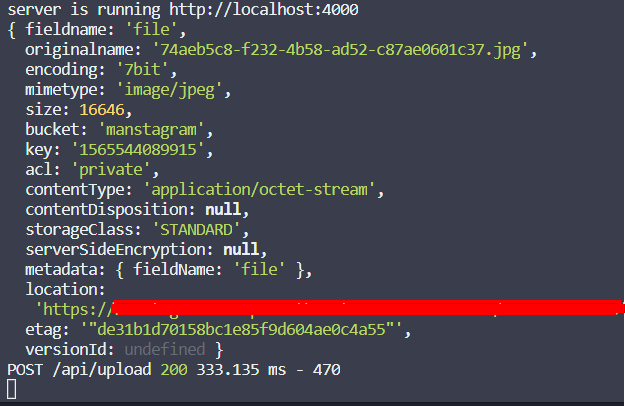 server is running http://localhost:4000
{ fieldname: 'file',
originalname: '74aeb5c8-f232-4b58-ad52-c87ae0601c37.jpg',
encoding: '7bit',
mimetype: 'image/jpeg',
size: 16646,
bucket: 'manstagram',
key: '1565544089915',
acl: 'private',
contentType: 'application/octet-stream',
contentDisposition: null,
storageClass: 'STANDARD',
serverSideEncryption: null,
metadata: { fieldName: 'file' },
location:
'https://
etag: '"de31b1d70158bc1e85f9d604ae0c4a55"',
versionId: undefined }
POST /api/upload 200 333.135 ms - 470